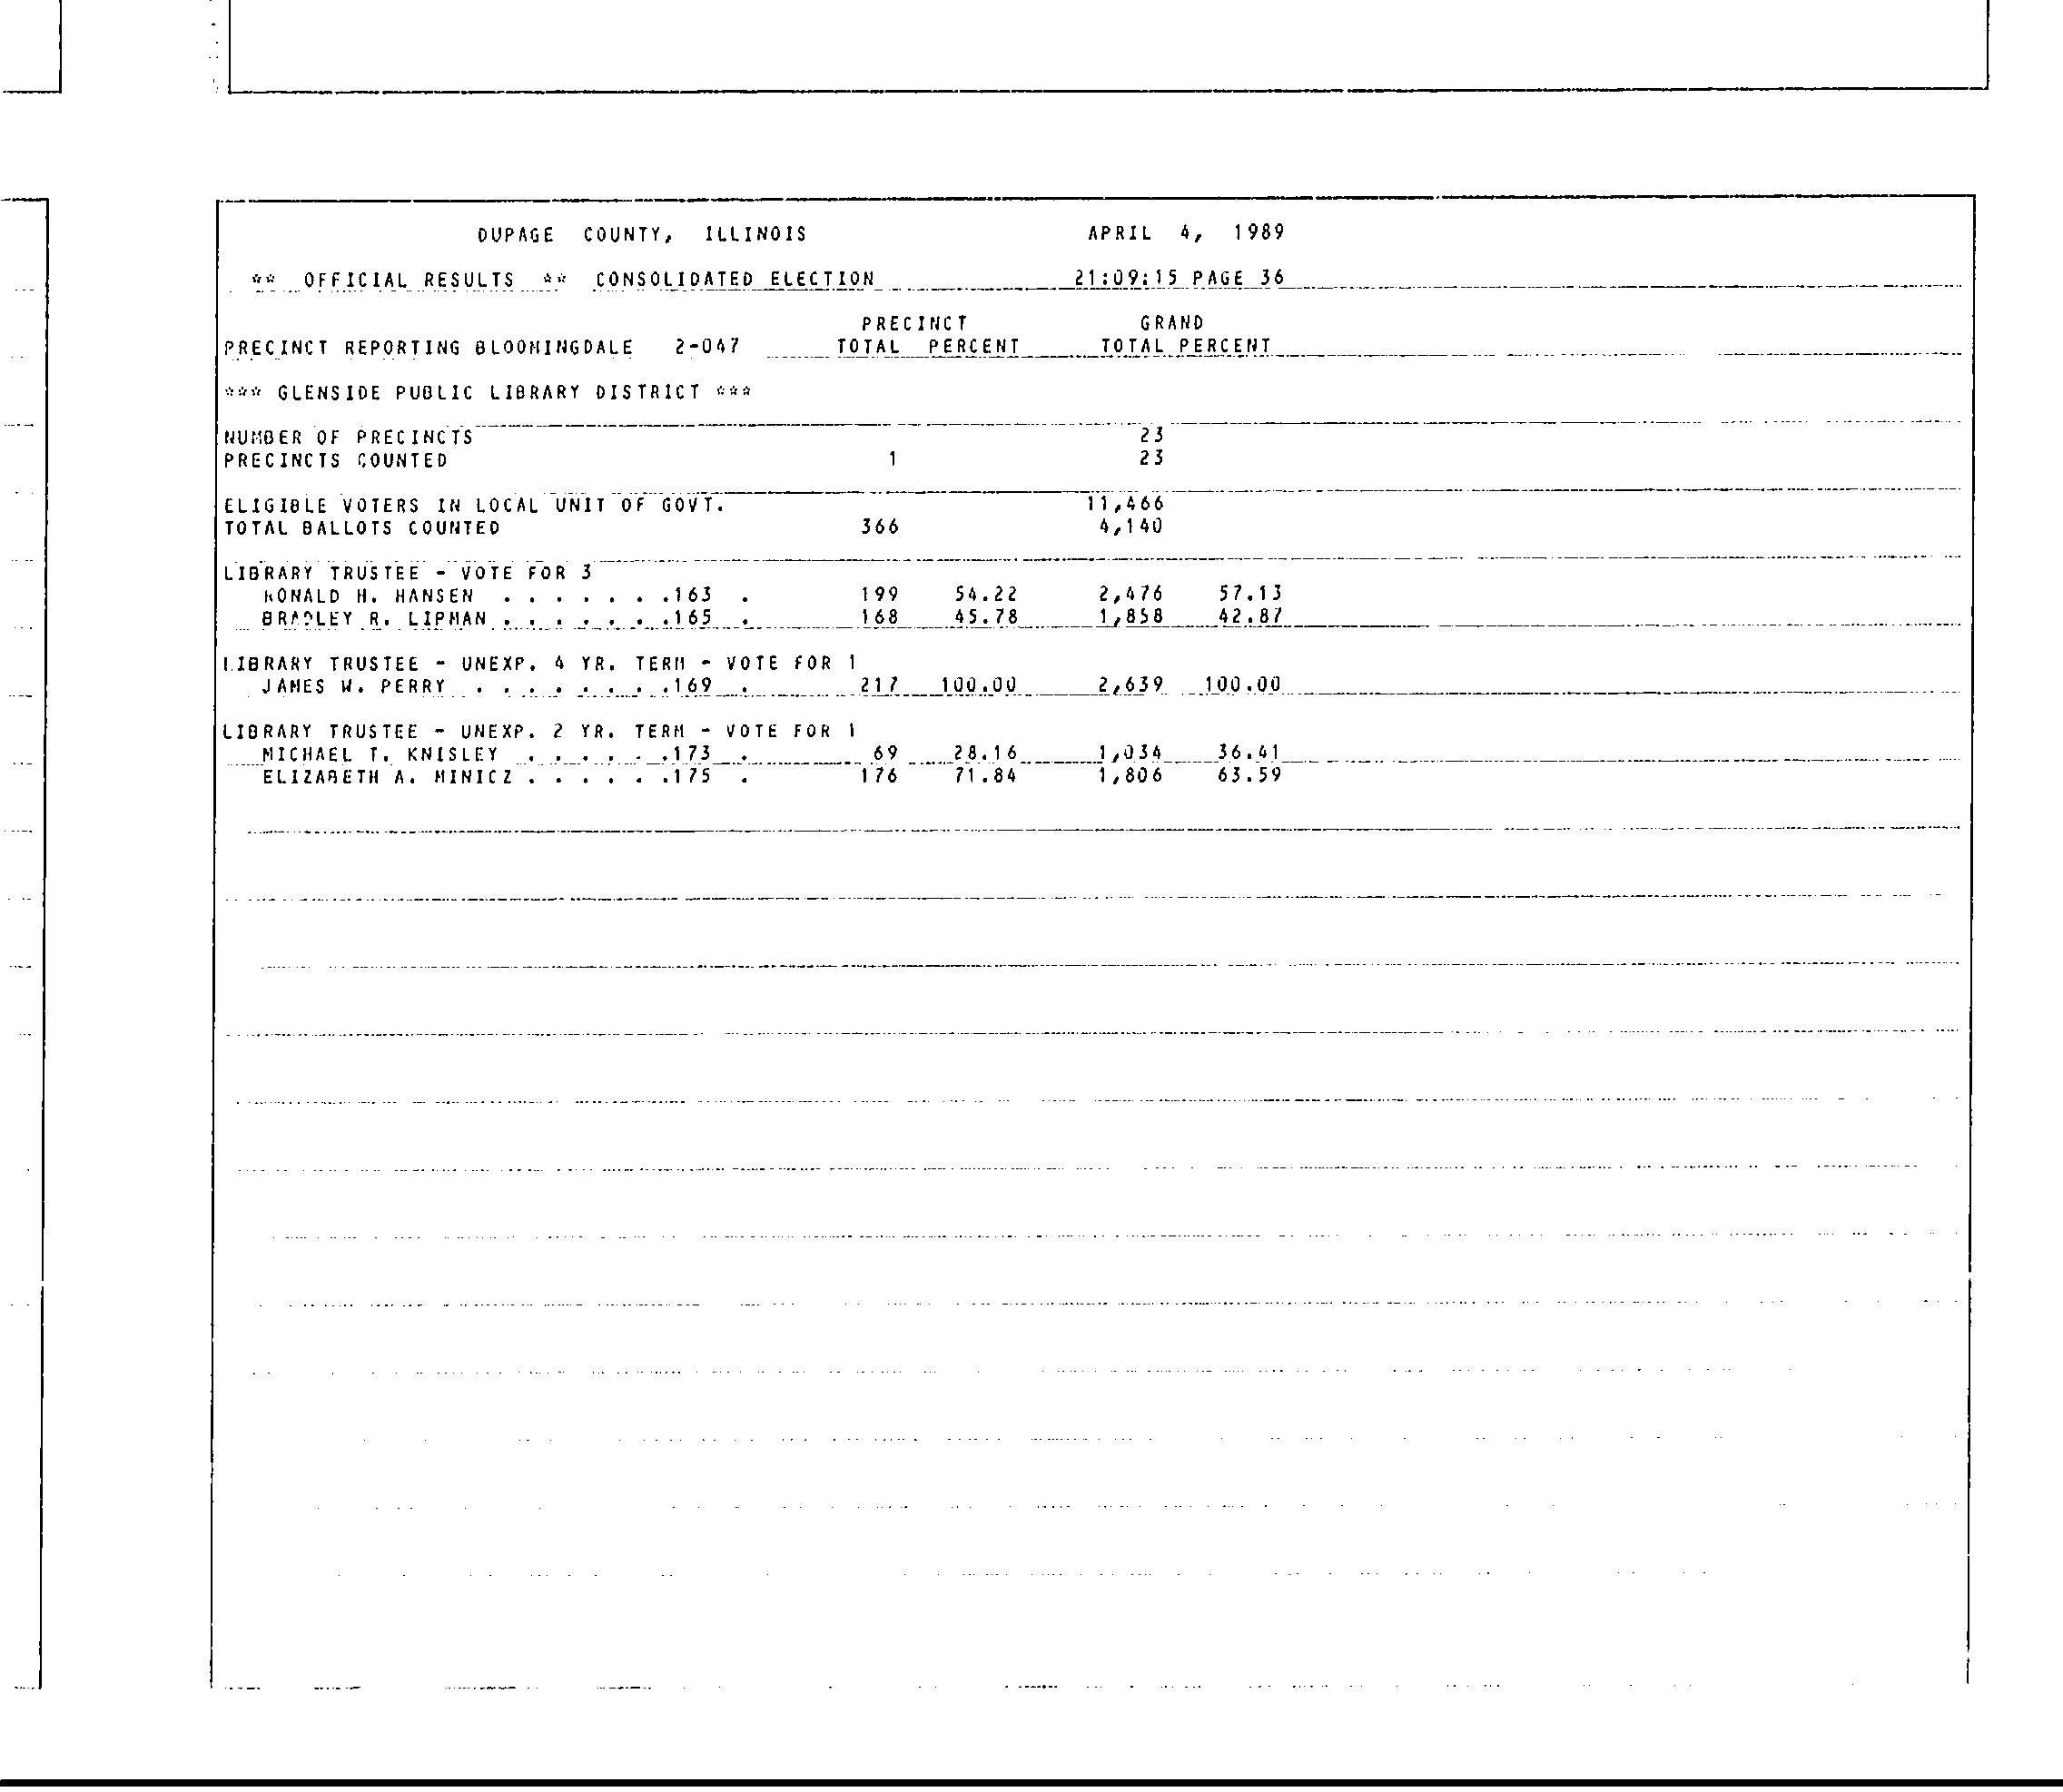 DUPAGE COUNTY, ILLINOIS APRIL 4, 1989
** OFFICIAL RESULTS ** CONSOLIDATED ELECTION 21:09:15 PAGE 36
PRECINCT GRAND
PRECINCT REPORTING BLOOMINGDALE 2-047 TOTAL PERCENT TOTAL PERCENT
*** GLENSIDE PUBLIC LIBRARY DISTRICT ***
NUMBER OF PRECINCTS 23
PRECINCTS COUNTED 1 23
ELIGIBLE VOTERS IN LOCAL UNIT OF GOVT. 11,466
TOTAL BALLOTS COUNTED 366 4,140
LIBRARY TRUSTEE - VOTE FOR 3
RONALD H. HANSEN . . . . . . .163 . 199 54.22 2,476 57.13
BRADLEY R. LIPMAN . . . . . . .165 . 168 45.78 1,858 42.87
LIBRARY TRUSTEE - UNEXP. 4 YR. TERM - VOTE FOR 1
JAMES W. PERRY . . . . . . . .169 . 217 100.00 2,639 100.00
LIBRARY TRUSTEE - UNEXP. 2 YR. TERM - VOTE FOR 1
MICHAEL T. KNISLEY . . . . . .173 . 69 28.16 1,034 36.41
ELIZABETH A. MINICZ . . . . . .175 . 176 71.84 1,806 63.59